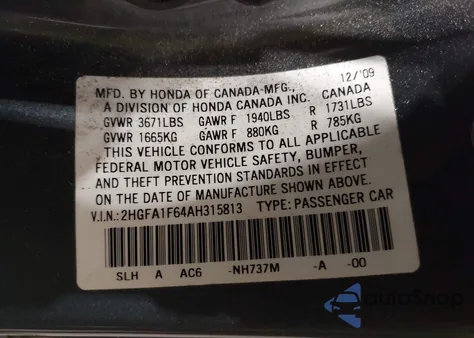 MFD. BY HONDA OF CANADA-MFG., 12/'09
A DIVISION OF HONDA CANADA INC. CANADA
GVWR 3671LBS GAWR F 1940LBS R 1731LBS
GVWR 1665KG GAWR F 880KG R 785KG
THIS VEHICLE CONFORMS TO ALL APPLICABLE
FEDERAL MOTOR VEHICLE SAFETY, BUMPER,
AND THEFT PREVENTION STANDARDS IN EFFECT
ON THE DATE OF MANUFACTURE SHOWN ABOVE.
V.I.N.: 2HGFA1F64AH315813 TYPE: PASSENGER CAR
SLH A AC6 -NH737M -A -00
autoSnap